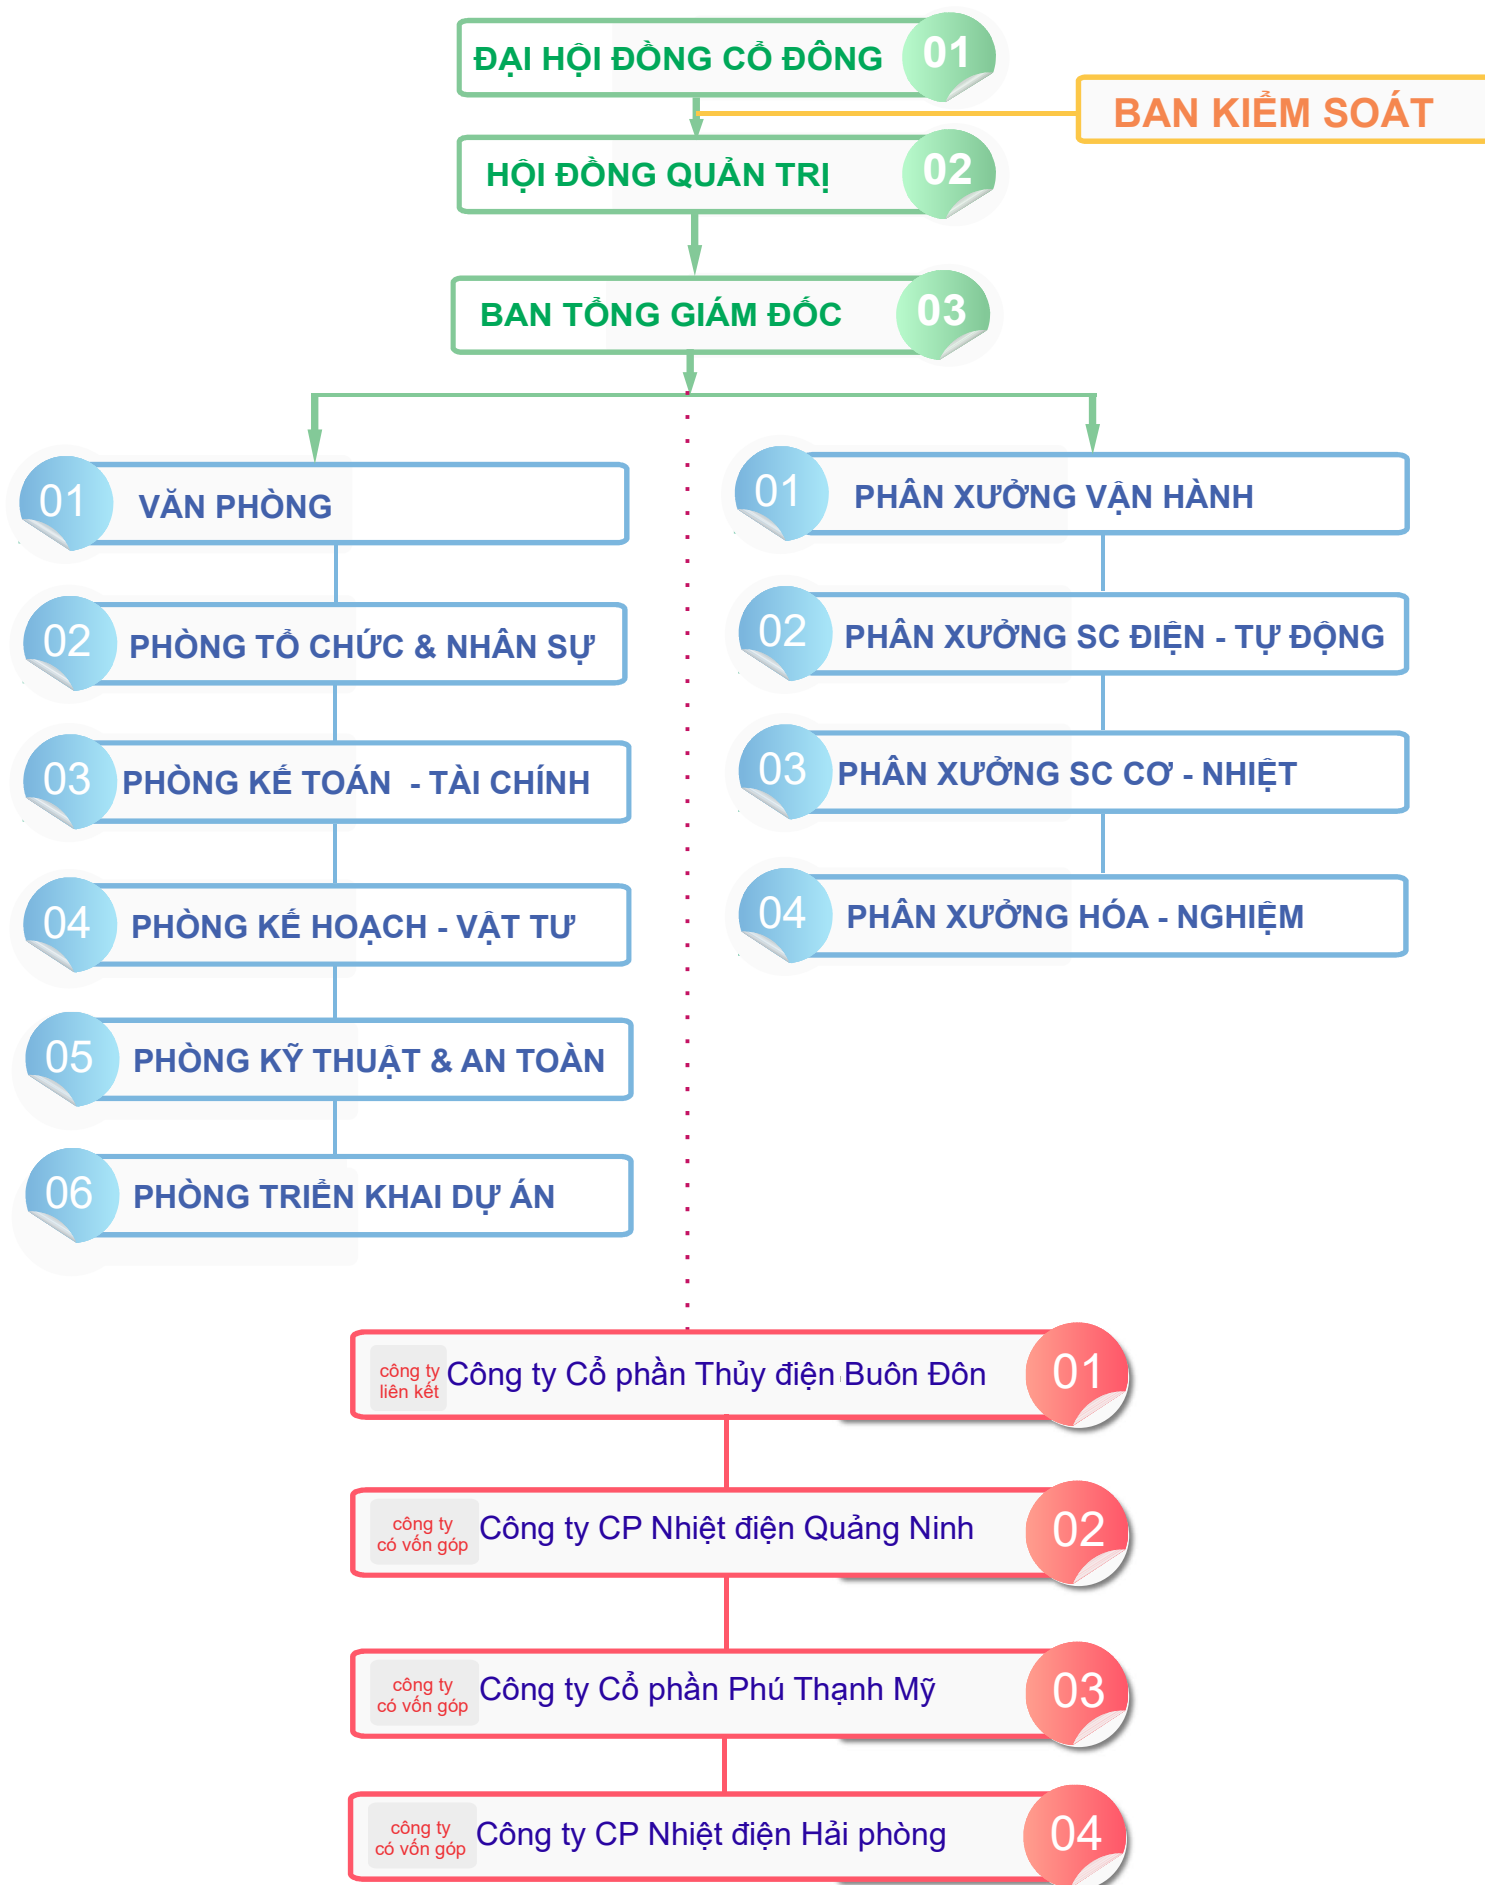 ĐẠI HỘI ĐỒNG CỔ ĐÔNG
01
BAN KIỂM SOÁT
HỘI ĐỒNG QUẢN TRỊ
02
BAN TỔNG GIÁM ĐỐC
03
01
VĂN PHÒNG
02
PHÒNG TỔ CHỨC & NHÂN SỰ
03
PHÒNG KẾ TOÁN - TÀI CHÍNH
04
PHÒNG KẾ HOẠCH - VẬT TƯ
05
PHÒNG KỸ THUẬT & AN TOÀN
06
PHÒNG TRIỂN KHAI DỰ ÁN
01
PHÂN XƯỞNG VẬN HÀNH
02
PHÂN XƯỞNG SC ĐIỆN - TỰ ĐỘNG
03
PHÂN XƯỞNG SC CƠ - NHIỆT
04
PHÂN XƯỞNG HÓA - NGHIỆM
công ty
liên kết
Công ty Cổ phần Thủy điện Buôn Đôn
01
công ty
có vốn góp
Công ty CP Nhiệt điện Quảng Ninh
02
công ty
có vốn góp
Công ty Cổ phần Phú Thạnh Mỹ
03
công ty
có vốn góp
Công ty CP Nhiệt điện Hải phòng
04